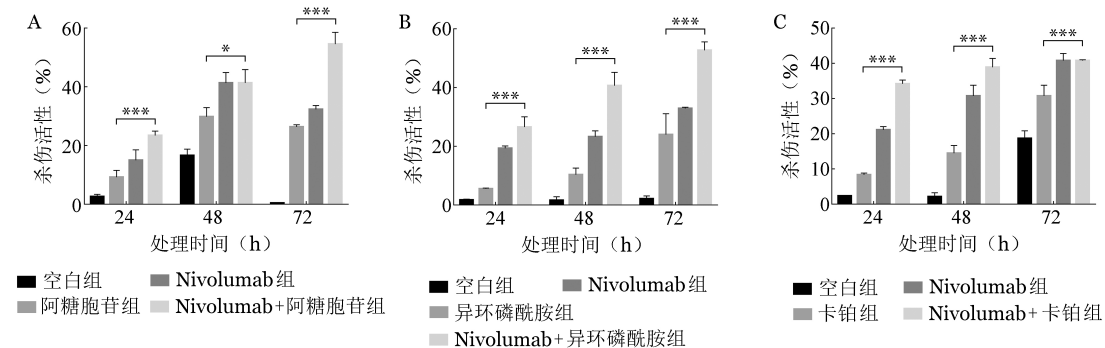 A
杀伤活性（%）
60
40
20
0
***
*
***
24
48
72
处理时间（h）
空白组
Nivolumab组
阿糖胞苷组
Nivolumab+阿糖胞苷组
B
杀伤活性（%）
60
40
20
0
***
***
***
24
48
72
处理时间（h）
空白组
Nivolumab组
异环磷酰胺组
Nivolumab+异环磷酰胺组
C
杀伤活性（%）
50
40
30
20
10
0
***
***
***
24
48
72
处理时间（h）
空白组
Nivolumab组
卡铂组
Nivolumab+卡铂组